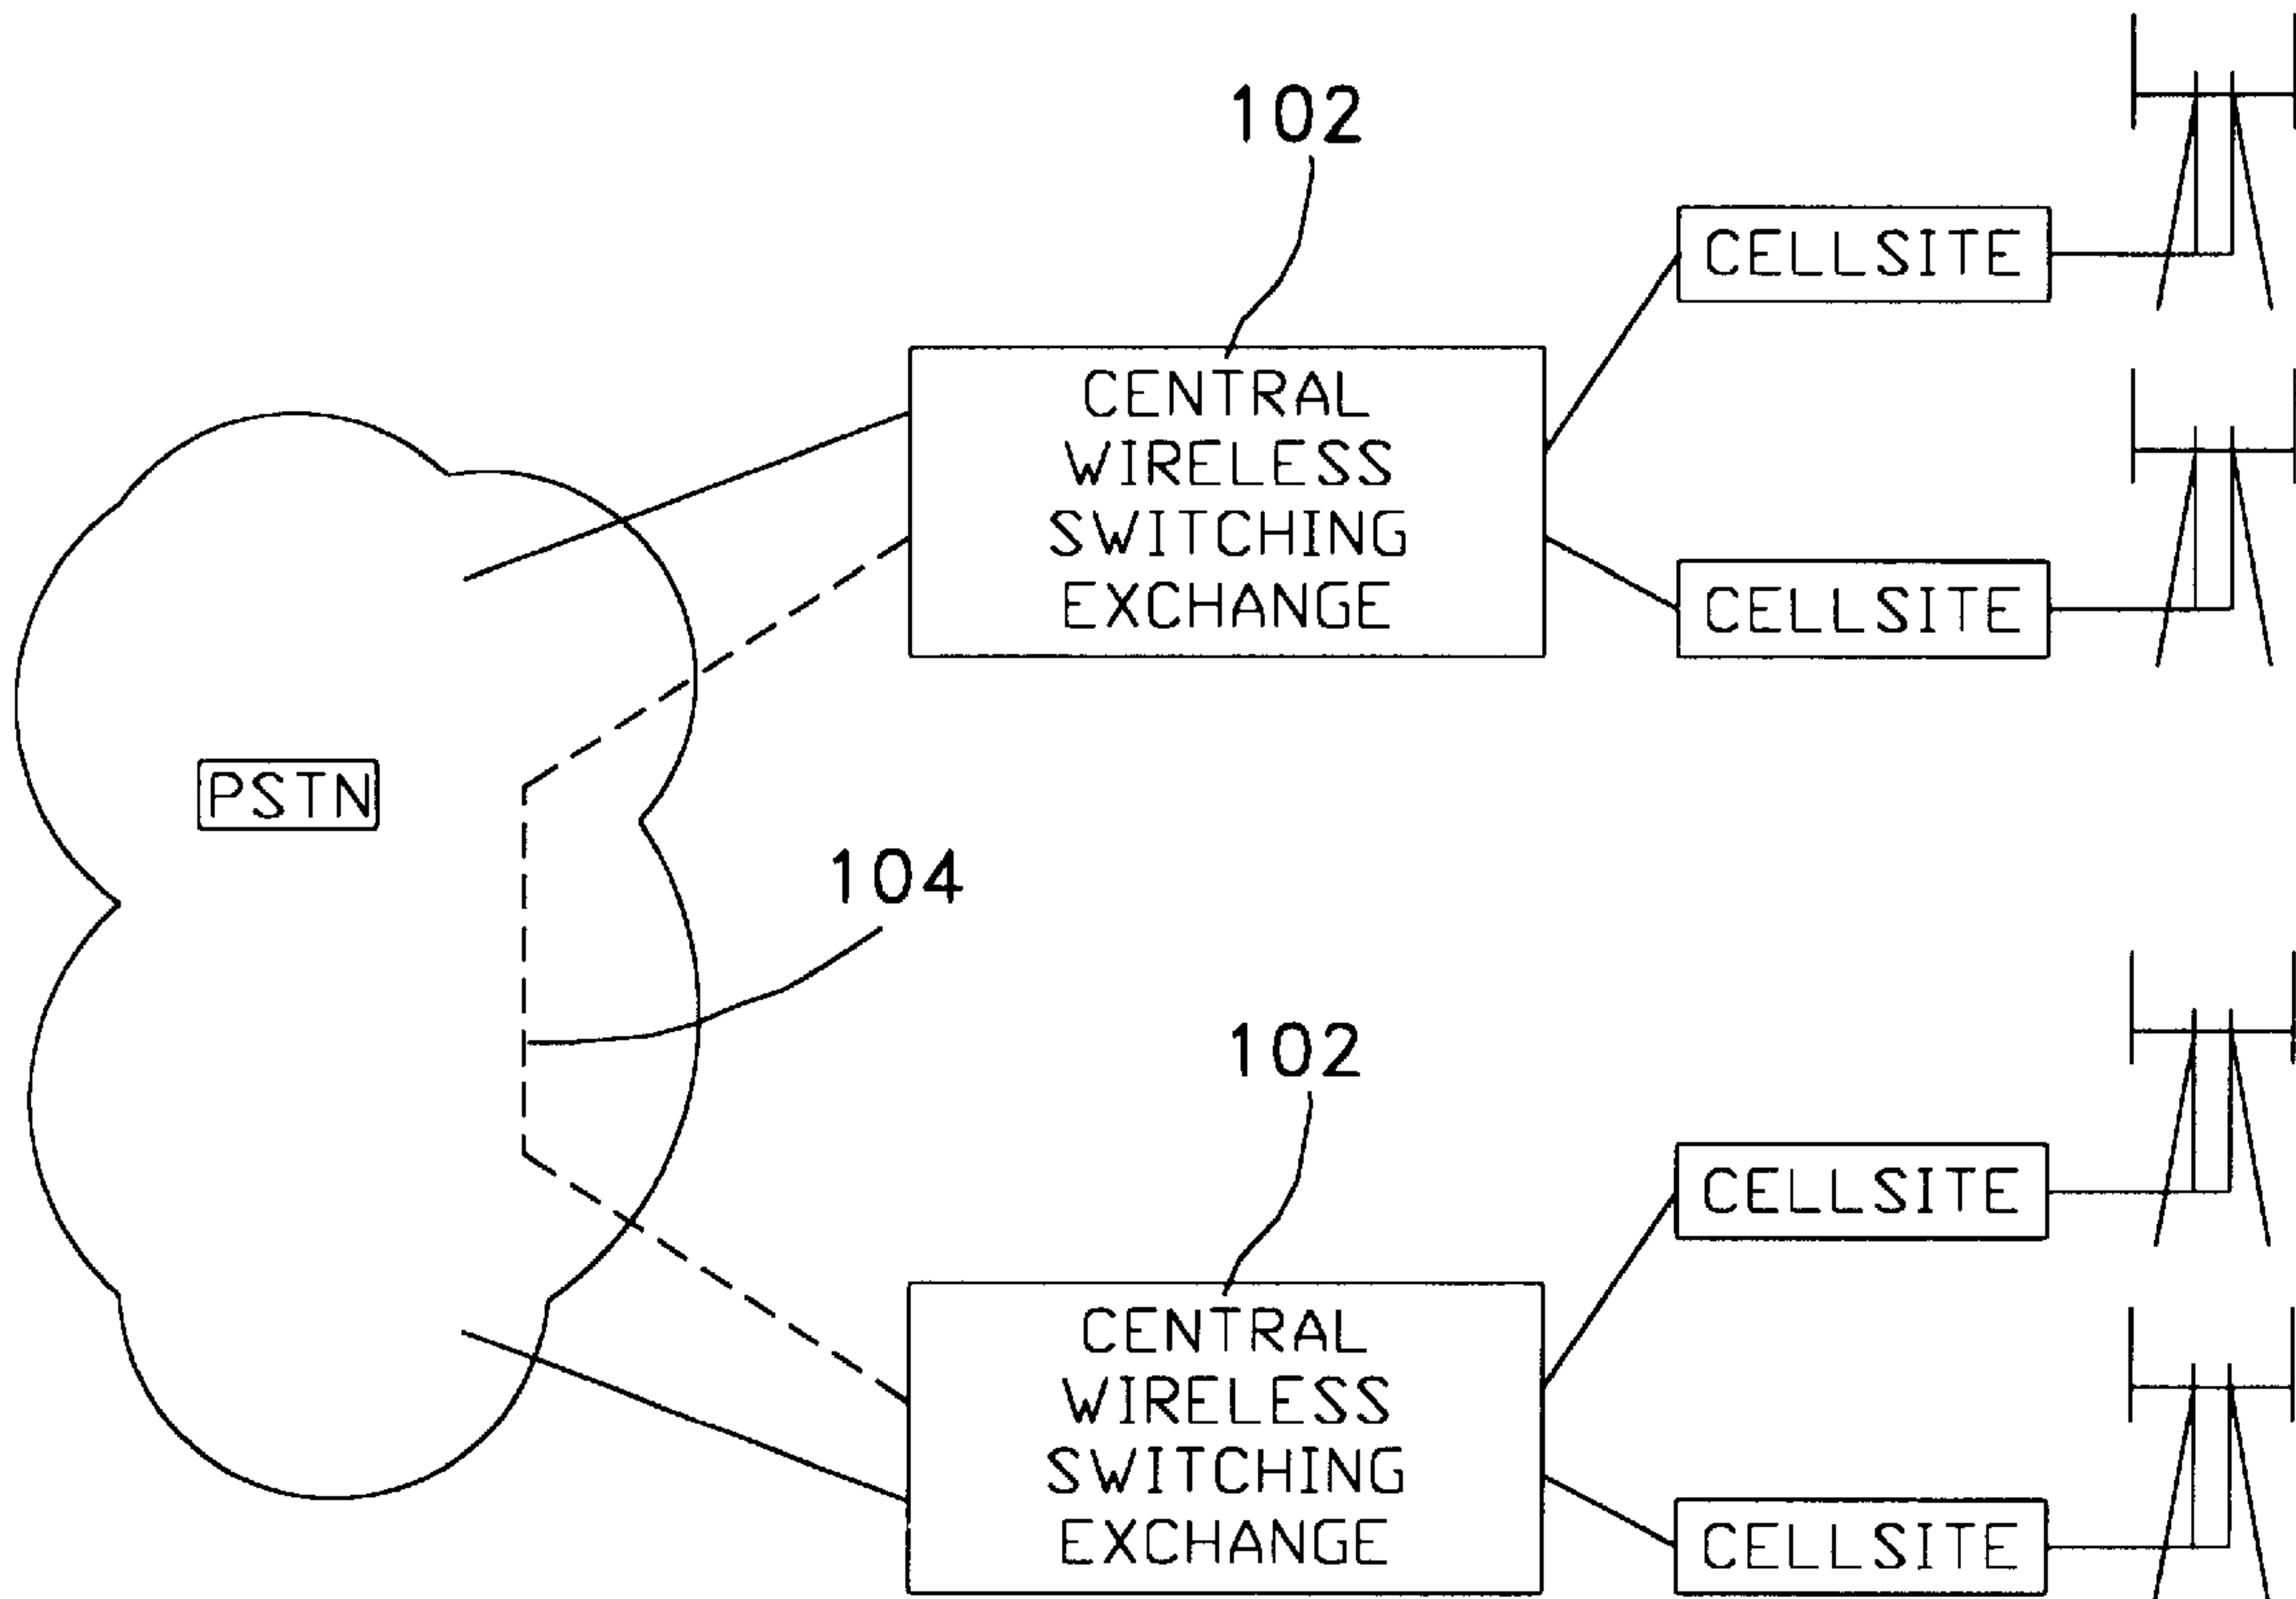 102
CELLSITE
CENTRAL
WIRELESS
SWITCHING
EXCHANGE
CELLSITE
PSTN
104
102
CELLSITE
CENTRAL
WIRELESS
SWITCHING
EXCHANGE
CELLSITE